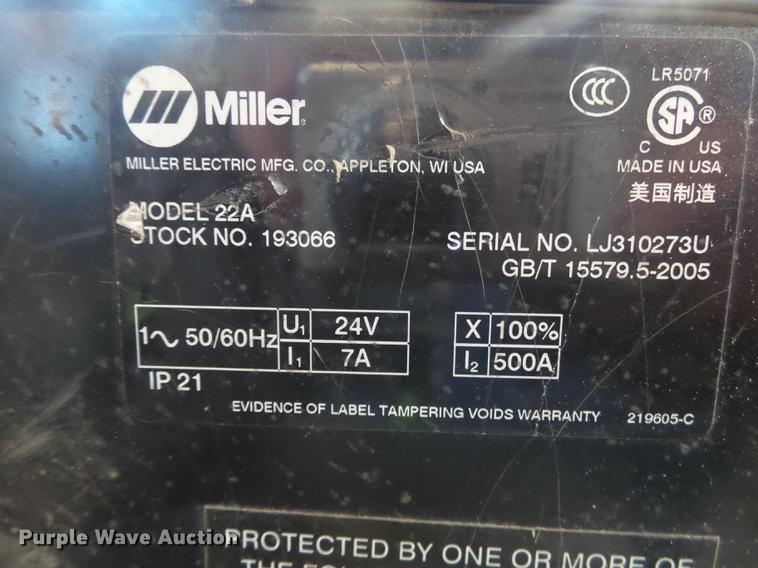 Miller®
CCC
LR5071
SA®
C US
MILLER ELECTRIC MFG. CO., APPLETON, WI USA
MADE IN USA
美国制造
MODEL 22A
STOCK NO. 193066
SERIAL NO. LJ310273U
GB/T 15579.5-2005
1∿ 50/60Hz U₁ 24V
I₁ 7A
X 100%
I₂ 500A
IP 21
EVIDENCE OF LABEL TAMPERING VOIDS WARRANTY 219605-C
Purple Wave Auction
PROTECTED BY ONE OR MORE OF
THE